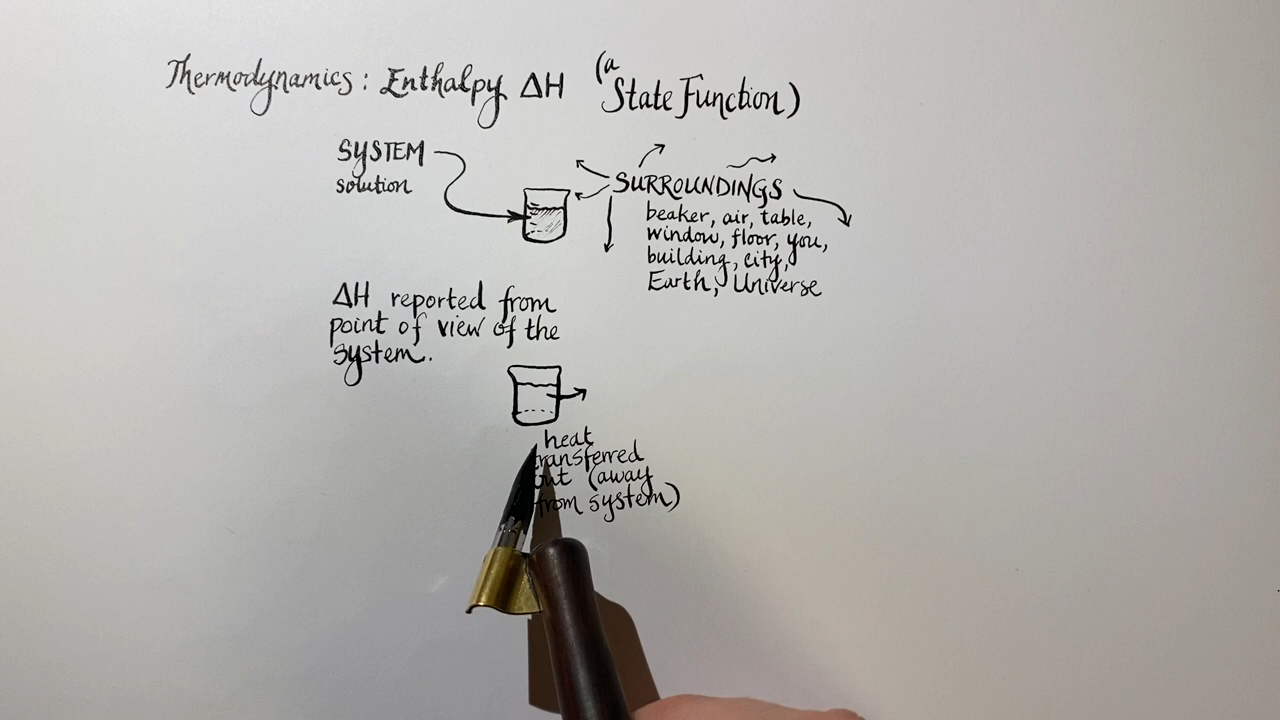 Thermodynamics: Enthalpy ΔH (a State Function)
SYSTEM
solution
SURROUNDINGS
beaker, air, table,
window, floor, you,
building, city,
Earth, Universe
ΔH reported from
point of view of the
system.
heat
transferred
out (away
from system)